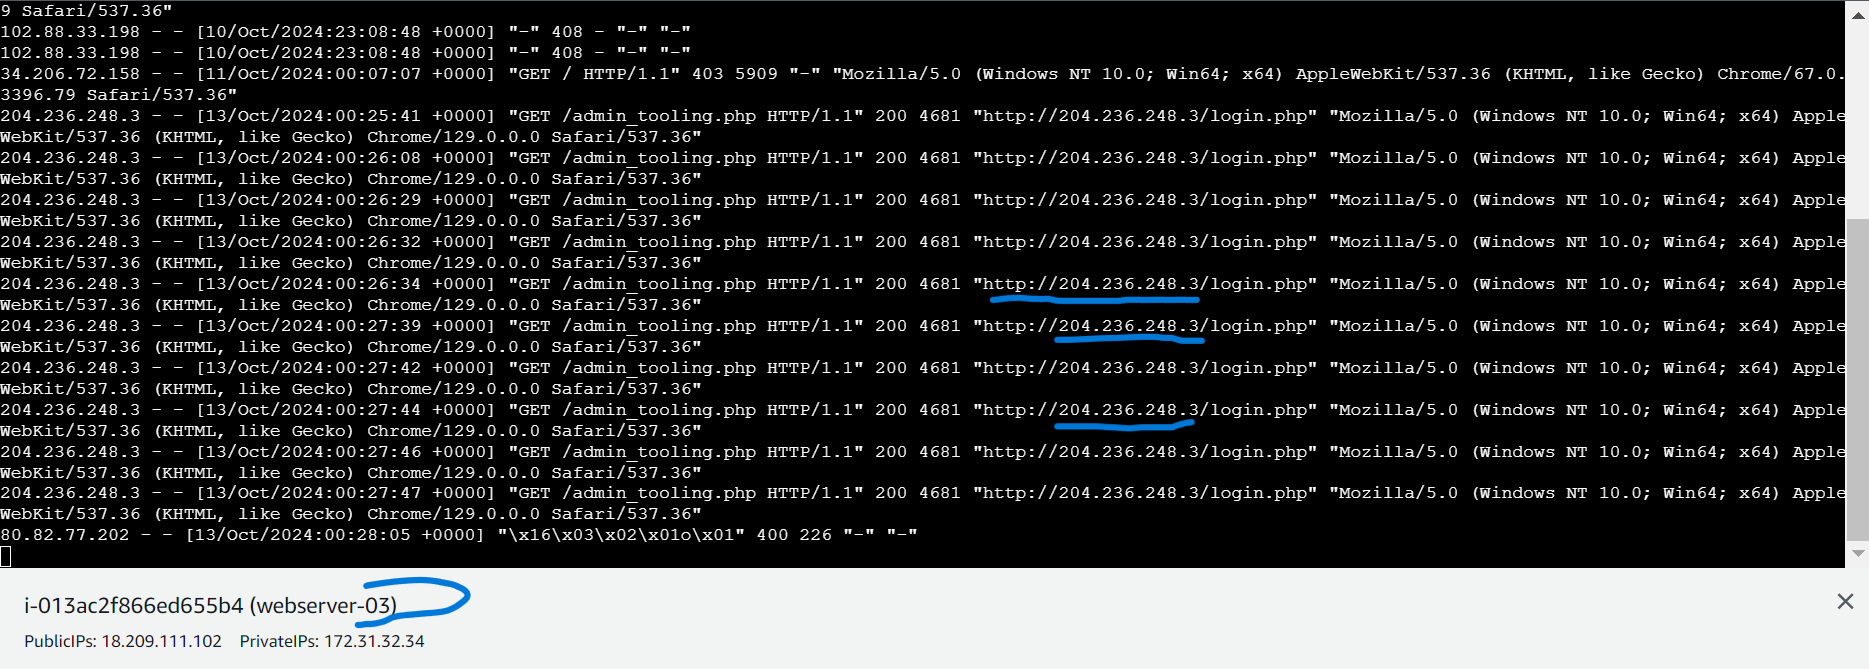 9 Safari/537.36"
102.88.33.198 - - [10/Oct/2024:23:08:48 +0000] "-" 408 - "-" "-"
102.88.33.198 - - [10/Oct/2024:23:08:48 +0000] "-" 408 - "-" "-"
34.206.72.158 - - [11/Oct/2024:00:07:07 +0000] "GET / HTTP/1.1" 403 5909 "-" "Mozilla/5.0 (Windows NT 10.0; Win64; x64) AppleWebKit/537.36 (KHTML, like Gecko) Chrome/67.0.
3396.79 Safari/537.36"
204.236.248.3 - - [13/Oct/2024:00:25:41 +0000] "GET /admin_tooling.php HTTP/1.1" 200 4681 "http://204.236.248.3/login.php" "Mozilla/5.0 (Windows NT 10.0; Win64; x64) Apple
WebKit/537.36 (KHTML, like Gecko) Chrome/129.0.0.0 Safari/537.36"
204.236.248.3 - - [13/Oct/2024:00:26:08 +0000] "GET /admin_tooling.php HTTP/1.1" 200 4681 "http://204.236.248.3/login.php" "Mozilla/5.0 (Windows NT 10.0; Win64; x64) Apple
WebKit/537.36 (KHTML, like Gecko) Chrome/129.0.0.0 Safari/537.36"
204.236.248.3 - - [13/Oct/2024:00:26:29 +0000] "GET /admin_tooling.php HTTP/1.1" 200 4681 "http://204.236.248.3/login.php" "Mozilla/5.0 (Windows NT 10.0; Win64; x64) Apple
WebKit/537.36 (KHTML, like Gecko) Chrome/129.0.0.0 Safari/537.36"
204.236.248.3 - - [13/Oct/2024:00:26:32 +0000] "GET /admin_tooling.php HTTP/1.1" 200 4681 "http://204.236.248.3/login.php" "Mozilla/5.0 (Windows NT 10.0; Win64; x64) Apple
WebKit/537.36 (KHTML, like Gecko) Chrome/129.0.0.0 Safari/537.36"
204.236.248.3 - - [13/Oct/2024:00:26:34 +0000] "GET /admin_tooling.php HTTP/1.1" 200 4681 "http://204.236.248.3/login.php" "Mozilla/5.0 (Windows NT 10.0; Win64; x64) Apple
WebKit/537.36 (KHTML, like Gecko) Chrome/129.0.0.0 Safari/537.36"
204.236.248.3 - - [13/Oct/2024:00:27:39 +0000] "GET /admin_tooling.php HTTP/1.1" 200 4681 "http://204.236.248.3/login.php" "Mozilla/5.0 (Windows NT 10.0; Win64; x64) Apple
WebKit/537.36 (KHTML, like Gecko) Chrome/129.0.0.0 Safari/537.36"
204.236.248.3 - - [13/Oct/2024:00:27:42 +0000] "GET /admin_tooling.php HTTP/1.1" 200 4681 "http://204.236.248.3/login.php" "Mozilla/5.0 (Windows NT 10.0; Win64; x64) Apple
WebKit/537.36 (KHTML, like Gecko) Chrome/129.0.0.0 Safari/537.36"
204.236.248.3 - - [13/Oct/2024:00:27:44 +0000] "GET /admin_tooling.php HTTP/1.1" 200 4681 "http://204.236.248.3/login.php" "Mozilla/5.0 (Windows NT 10.0; Win64; x64) Apple
WebKit/537.36 (KHTML, like Gecko) Chrome/129.0.0.0 Safari/537.36"
204.236.248.3 - - [13/Oct/2024:00:27:46 +0000] "GET /admin_tooling.php HTTP/1.1" 200 4681 "http://204.236.248.3/login.php" "Mozilla/5.0 (Windows NT 10.0; Win64; x64) Apple
WebKit/537.36 (KHTML, like Gecko) Chrome/129.0.0.0 Safari/537.36"
204.236.248.3 - - [13/Oct/2024:00:27:47 +0000] "GET /admin_tooling.php HTTP/1.1" 200 4681 "http://204.236.248.3/login.php" "Mozilla/5.0 (Windows NT 10.0; Win64; x64) Apple
WebKit/537.36 (KHTML, like Gecko) Chrome/129.0.0.0 Safari/537.36"
80.82.77.202 - - [13/Oct/2024:00:28:05 +0000] "\x16\x03\x02\x01o\x01" 400 226 "-" "-"
i-013ac2f866ed655b4 (webserver-03)
PublicIPs: 18.209.111.102 PrivateIPs: 172.31.32.34